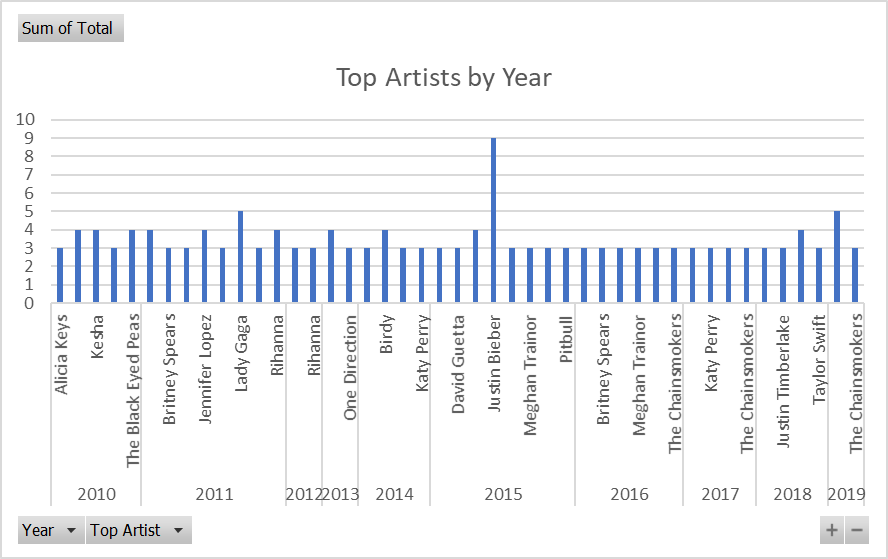 Sum of Total
Top Artists by Year
10
9
8
7
6
5
4
3
2
1
0
Alicia Keys
Kesha
The Black Eyed Peas
Britney Spears
Jennifer Lopez
Lady Gaga
Rihanna
Rihanna
One Direction
Birdy
Katy Perry
David Guetta
Justin Bieber
Meghan Trainor
Pitbull
Britney Spears
Meghan Trainor
The Chainsmokers
Katy Perry
The Chainsmokers
Justin Timberlake
Taylor Swift
The Chainsmokers
2010 2011 2012 2013 2014 2015 2016 2017 2018 2019
Year Top Artist + −